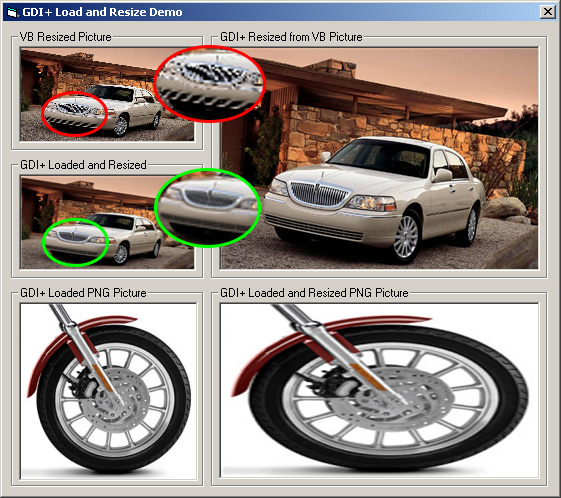 GDI+ Load and Resize Demo
VB Resized Picture
GDI+ Resized from VB Picture
GDI+ Loaded and Resized
GDI+ Loaded PNG Picture
GDI+ Loaded and Resized PNG Picture